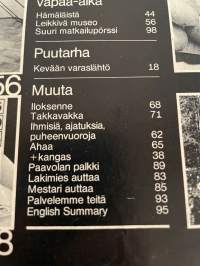 Vapaa-aika
Hämäläistä 44
Leikkivä museo 56
Suuri matkailupörssi 98
Puutarha
Kevään varaslähtö 18
56
Muuta
Iloksenne 68
Takkavakka 71
Ihmisiä, ajatuksia,
puheenvuoroja 62
Ahaa 65
+kangas 38
Paavolan palkki 89
Lakimies auttaa 83
Mestari auttaa 85
Palvelemme teitä 93
English Summary 95
8